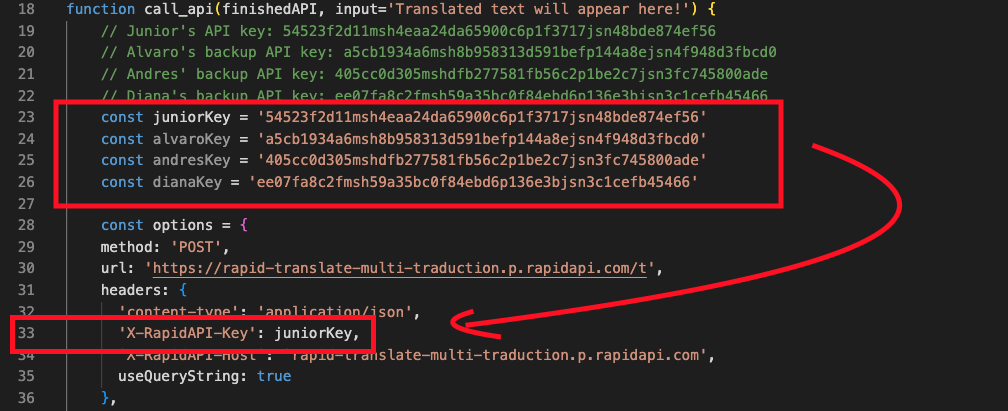 18 function call_api(finishedAPI, input='Translated text will appear here!') {
19 // Junior's API key: 54523f2d11msh4eaa24da65900c6p1f3717jsn48bde874ef56
20 // Alvaro's backup API key: a5cb1934a6msh8b958313d591befp144a8ejsn4f948d3fbcd0
21 // Andres' backup API key: 405cc0d305mshdfb277581fb56c2p1be2c7jsn3fc745800ade
22 // Diana's backup API key: ee07fa8c2fmsh59a35bc0f84ebd6p136e3bjsn3c1cefb45466
23 const juniorKey = '54523f2d11msh4eaa24da65900c6p1f3717jsn48bde874ef56'
24 const alvaroKey = 'a5cb1934a6msh8b958313d591befp144a8ejsn4f948d3fbcd0'
25 const andresKey = '405cc0d305mshdfb277581fb56c2p1be2c7jsn3fc745800ade'
26 const dianaKey = 'ee07fa8c2fmsh59a35bc0f84ebd6p136e3bjsn3c1cefb45466'
27
28 const options = {
29 method: 'POST',
30 url: 'https://rapid-translate-multi-traduction.p.rapidapi.com/t',
31 headers: {
32 'content-type': 'application/json',
33 'X-RapidAPI-Key': juniorKey,
34 'X-RapidAPI-Host': 'rapid-translate-multi-traduction.p.rapidapi.com',
35 useQueryString: true
36 },